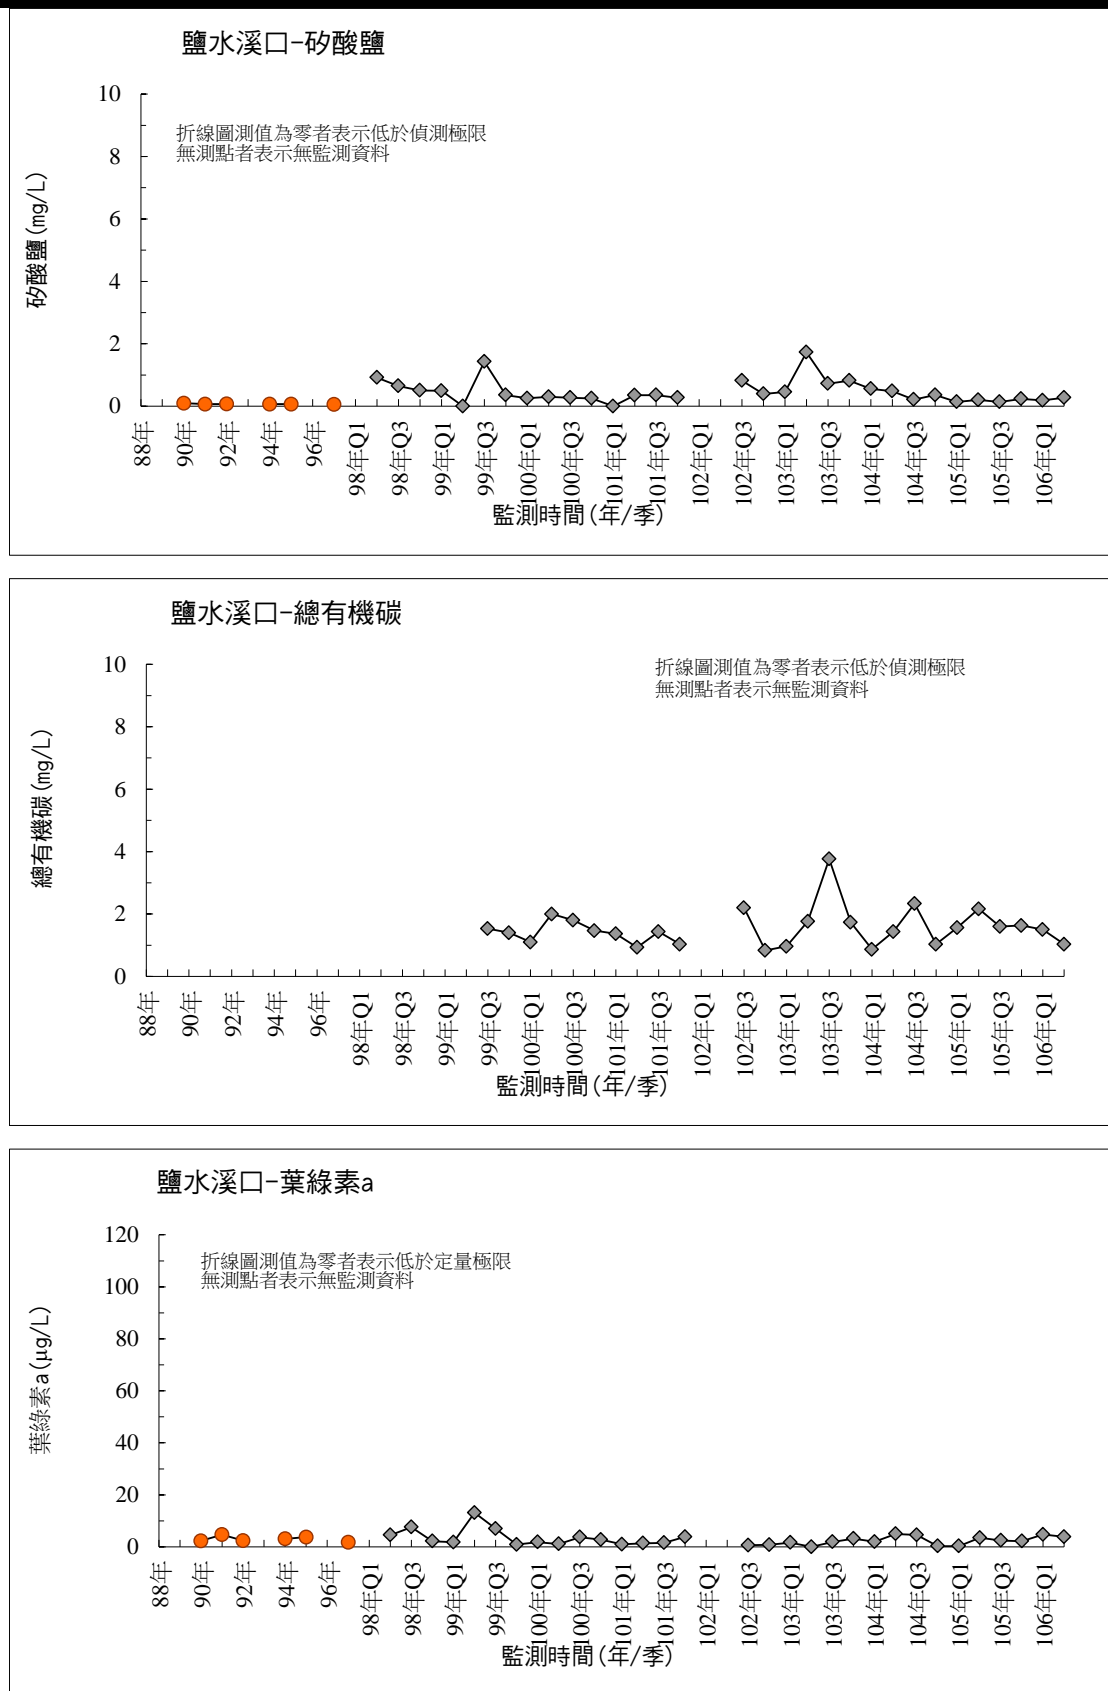 鹽水溪口-矽酸鹽
10
8
6
4
2
0
矽酸鹽(mg/L)
折線圖測值為零者表示低於偵測極限
無測點者表示無監測資料
88年
90年
92年
94年
96年
98年Q1
98年Q3
99年Q1
99年Q3
100年Q1
100年Q3
101年Q1
101年Q3
102年Q1
102年Q3
103年Q1
103年Q3
104年Q1
104年Q3
105年Q1
105年Q3
106年Q1
監測時間(年/季)
鹽水溪口-總有機碳
10
8
6
4
2
0
總有機碳(mg/L)
折線圖測值為零者表示低於偵測極限
無測點者表示無監測資料
88年
90年
92年
94年
96年
98年Q1
98年Q3
99年Q1
99年Q3
100年Q1
100年Q3
101年Q1
101年Q3
102年Q1
102年Q3
103年Q1
103年Q3
104年Q1
104年Q3
105年Q1
105年Q3
106年Q1
監測時間(年/季)
鹽水溪口-葉綠素a
120
100
80
60
40
20
0
葉綠素a(μg/L)
折線圖測值為零者表示低於定量極限
無測點者表示無監測資料
88年
90年
92年
94年
96年
98年Q1
98年Q3
99年Q1
99年Q3
100年Q1
100年Q3
101年Q1
101年Q3
102年Q1
102年Q3
103年Q1
103年Q3
104年Q1
104年Q3
105年Q1
105年Q3
106年Q1
監測時間(年/季)